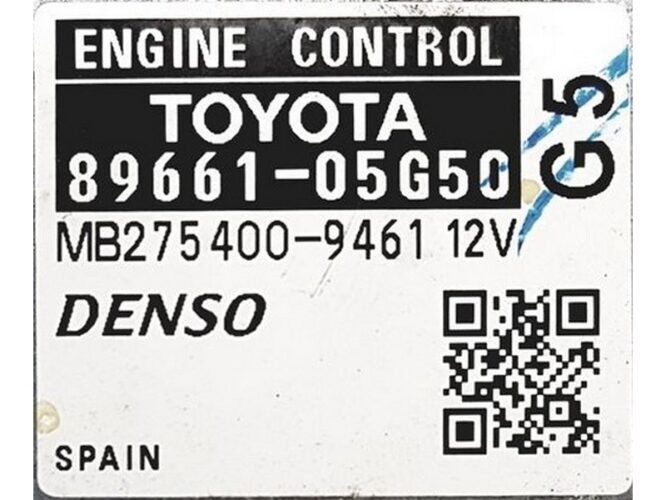 ENGINE CONTROL
TOYOTA
89661-05G50
G5
MB275400-9461 12V
DENSO
SPAIN